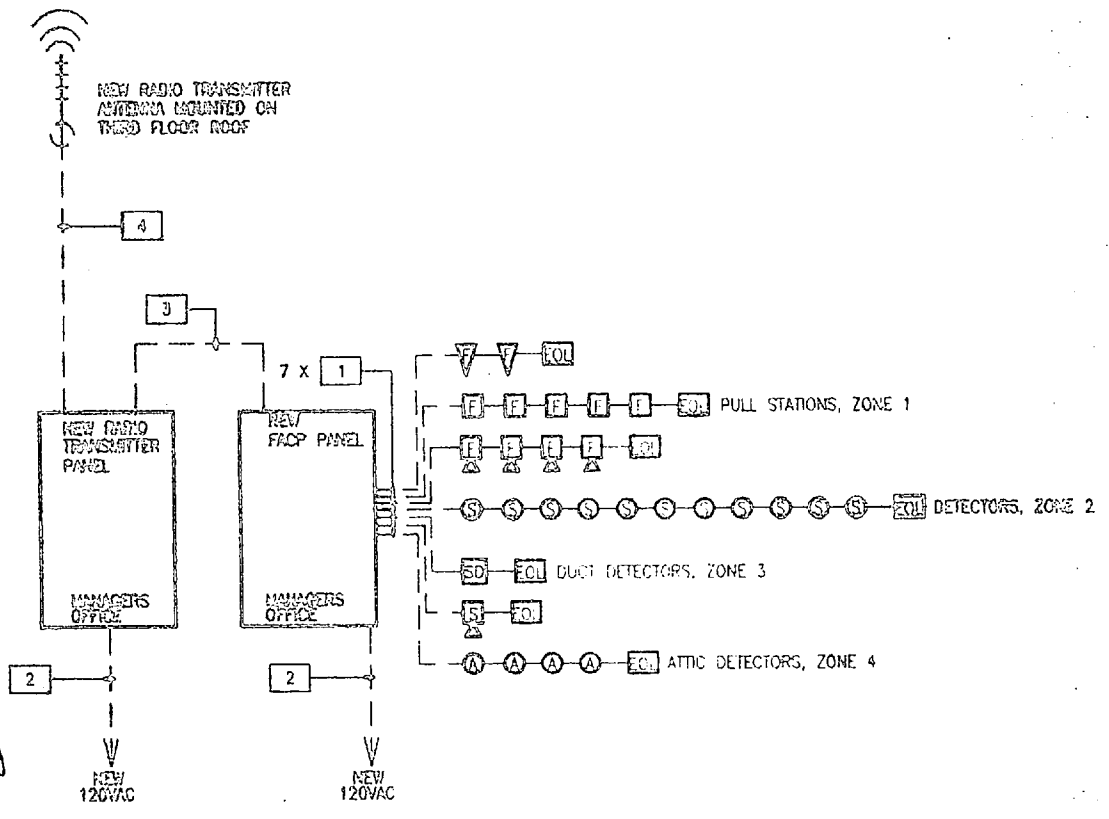 NEW RADIO TRANSMITTER
ANTENNA MOUNTED ON
THIRD FLOOR ROOF
4
3
7 X 1
F F EOL
F F F F F EOL PULL STATIONS, ZONE 1
NEW RADIO
TRANSMITTER
PANEL
NEW
FACP PANEL
F F F F EOL
S S S S S S S S S S S EOL DETECTORS, ZONE 2
SD EOL DUCT DETECTORS, ZONE 3
MANAGERS
OFFICE
MANAGERS
OFFICE
S EOL
A A A A EOL ATTIC DETECTORS, ZONE 4
2
2
NEW
120VAC
NEW
120VAC